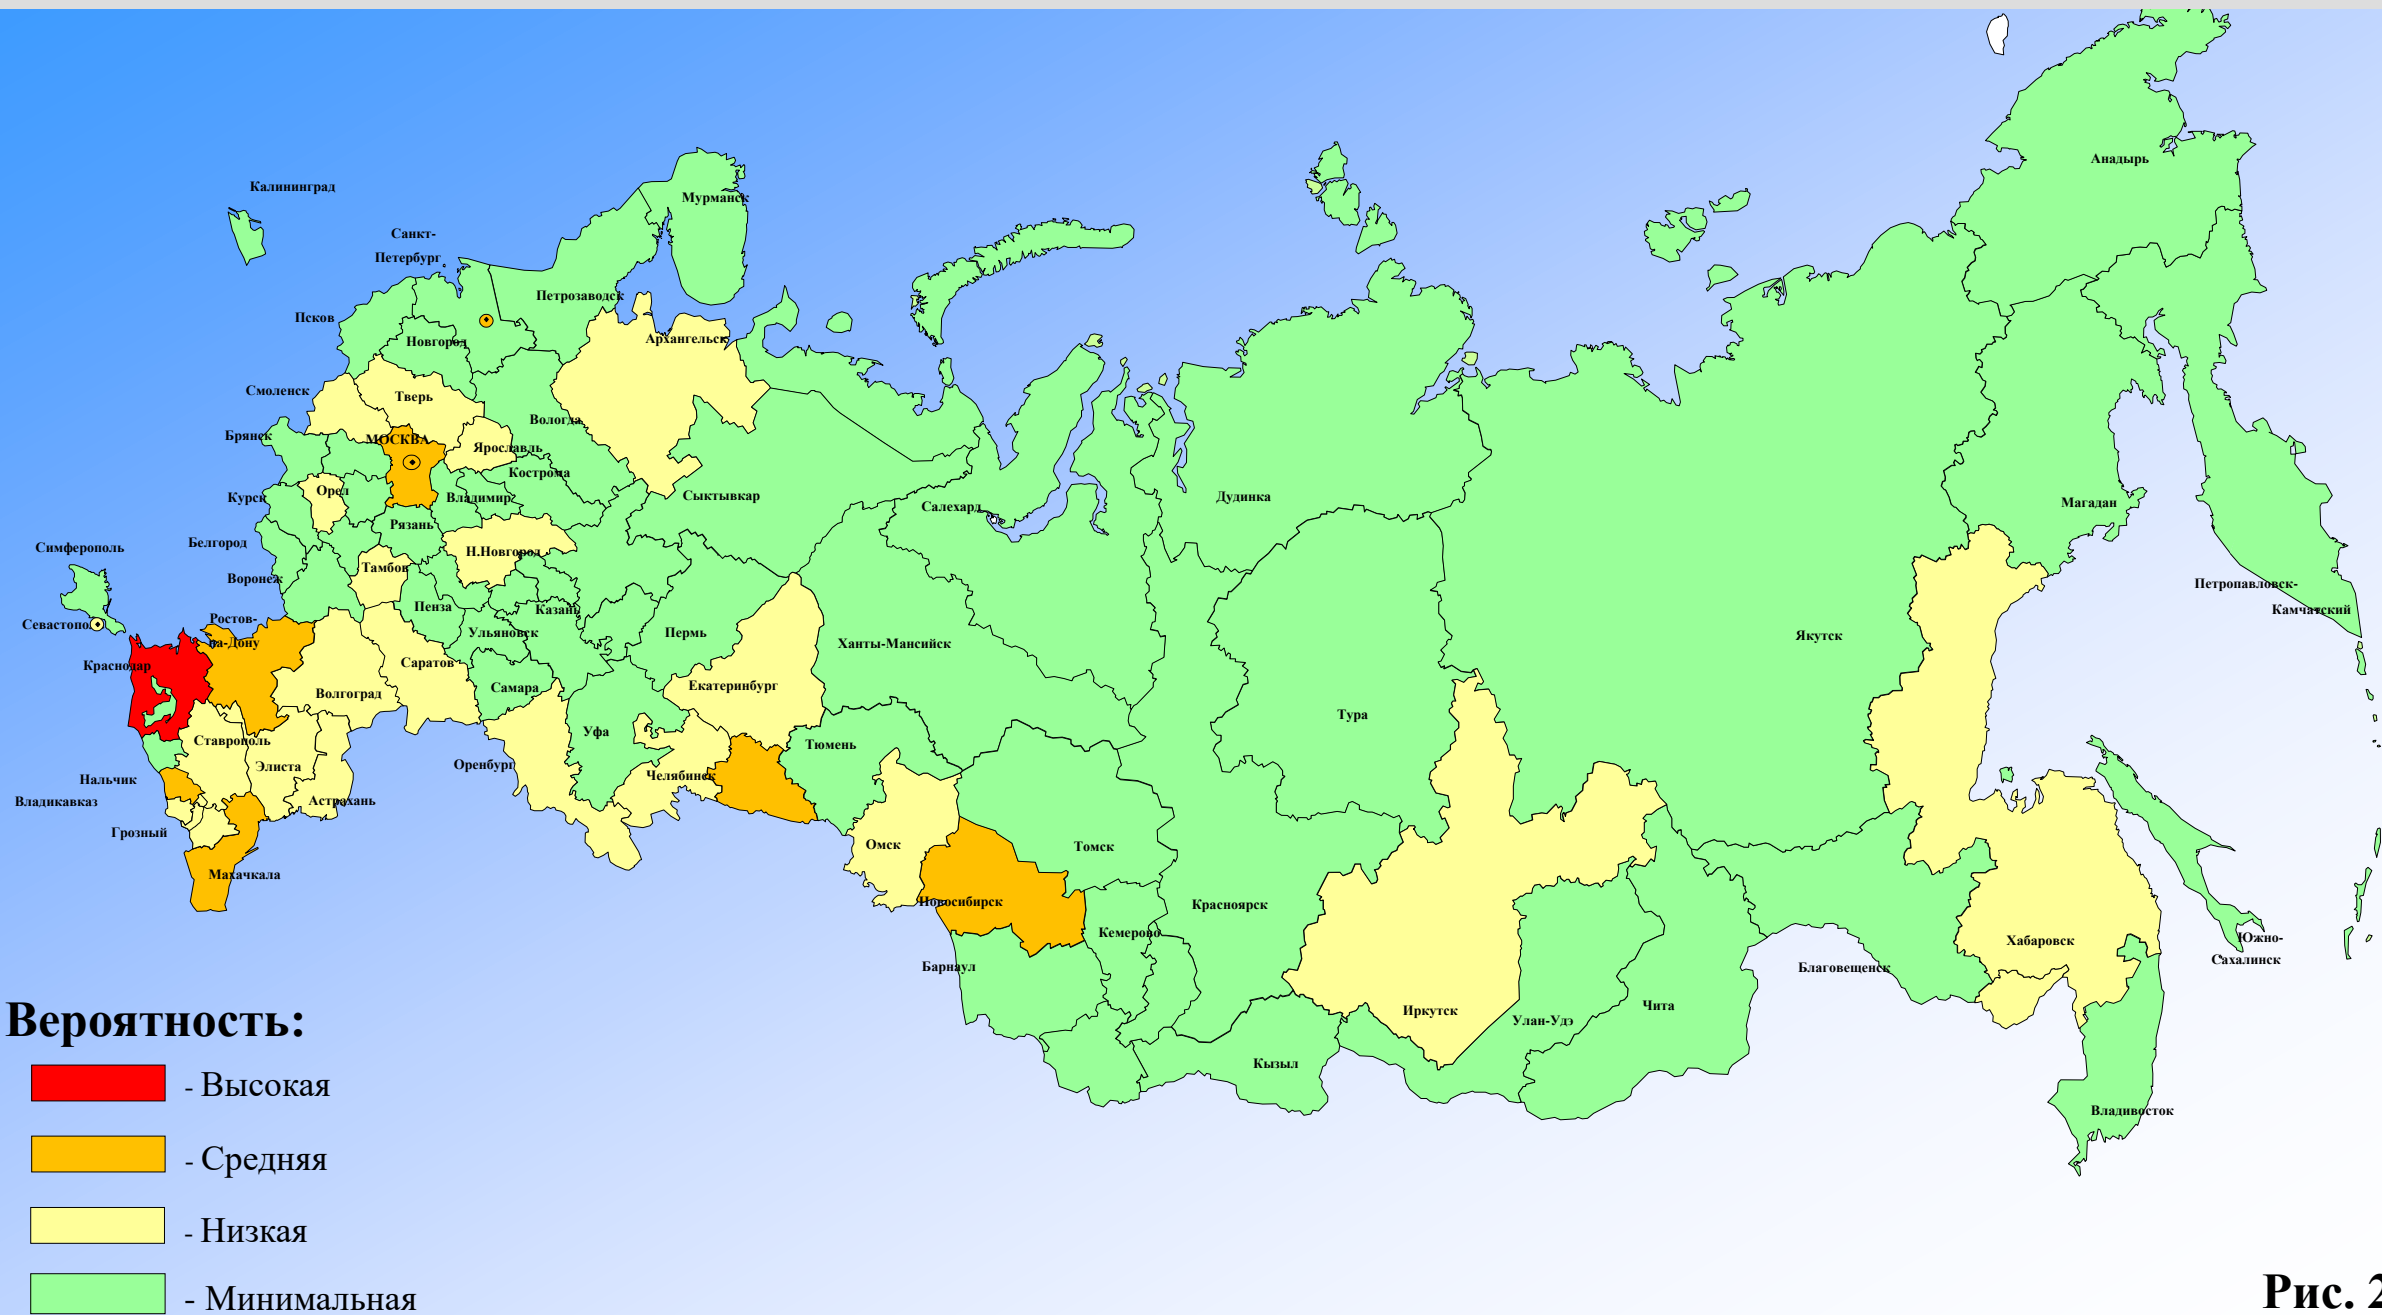 Анадырь
Калининград
Мурманск
Санкт-
Петербург
Петрозаводск
Псков
Новгород
Архангельск
Смоленск
Тверь
Вологда
Брянск
МОСКВА
Ярославль
Кострома
Орел
Курск
Владимир
Сыктывкар
Салехард
Дудинка
Магадан
Рязань
Белгород
Симферополь
Н.Новгород
Тамбов
Воронеж
Петропавловск-
Камчатский
Пенза
Казань
Ростов-
на-Дону
Севастопол
Ульяновск
Пермь
Ханты-Мансийск
Якутск
Краснодар
Саратов
Волгоград
Самара
Екатеринбург
Тура
Уфа
Ставрополь
Тюмень
Элиста
Оренбург
Нальчик
Челябинск
Владикавказ
Астрахань
Грозный
Омск
Томск
Махачкала
Новосибирск
Красноярск
Кемерово
Хабаровск
Южно-
Сахалинск
Барнаул
Благовещенск
Иркутск
Улан-Удэ
Чита
Кызыл
Владивосток
Вероятность:
- Высокая
- Средняя
- Низкая
- Минимальная
Рис. 2